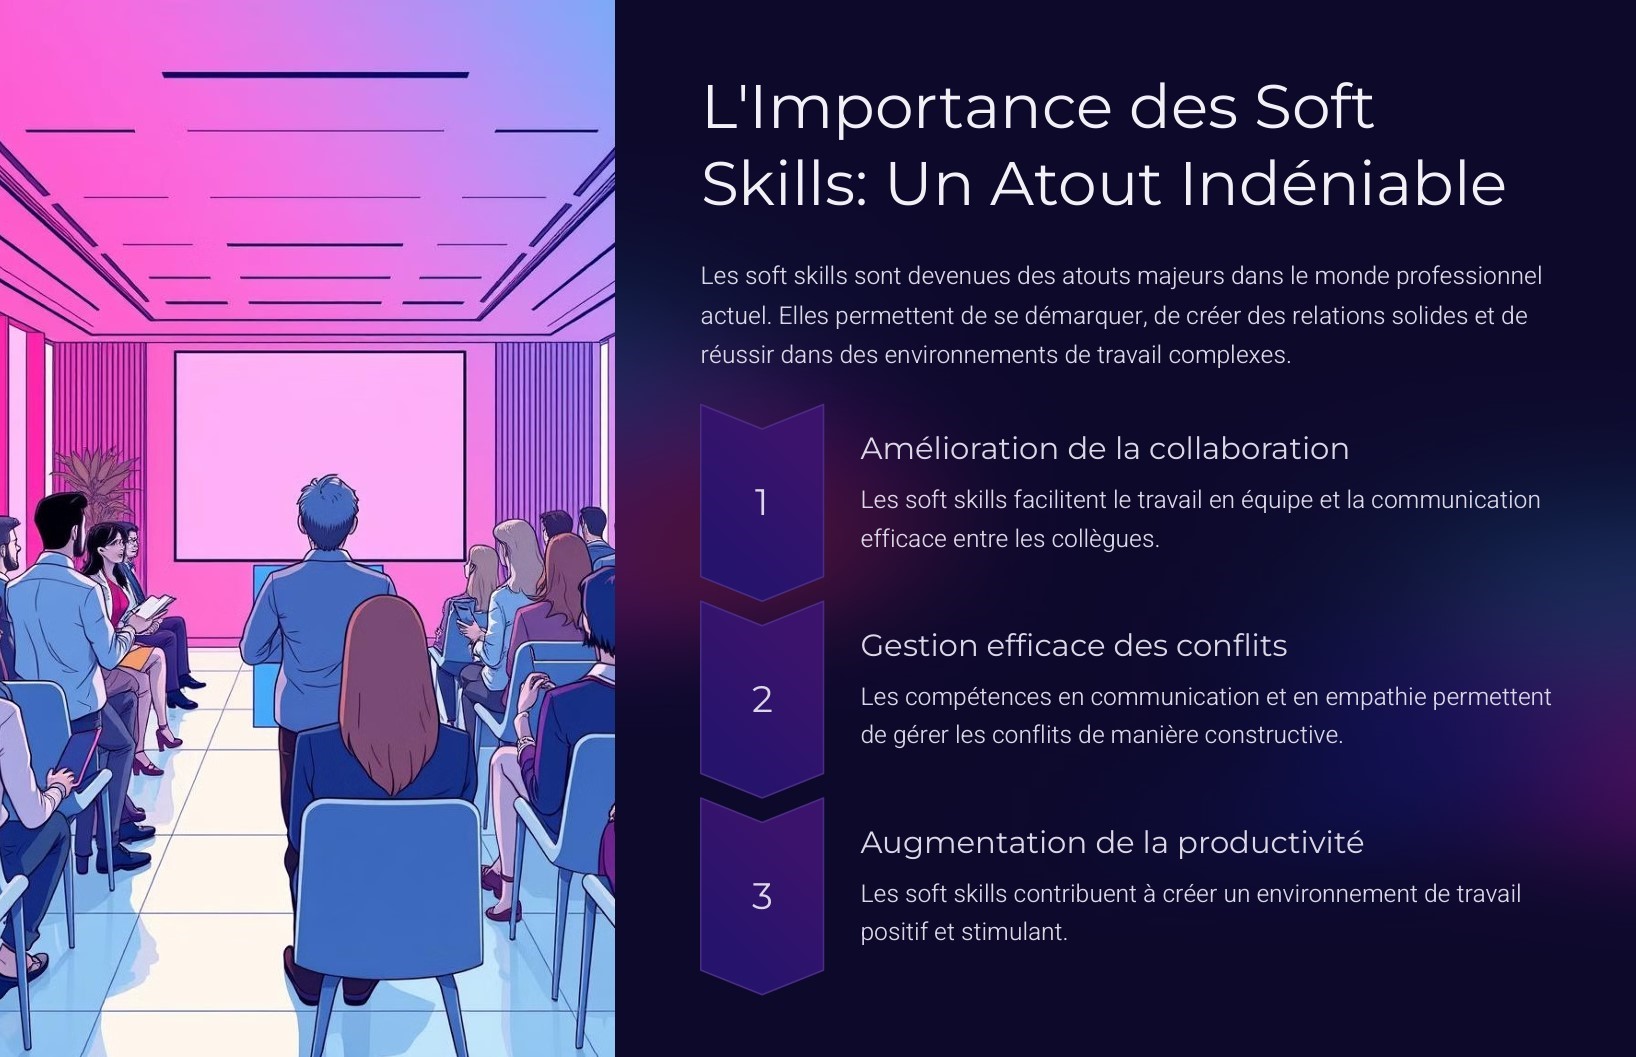 L'Importance des Soft
Skills: Un Atout Indéniable
Les soft skills sont devenues des atouts majeurs dans le monde professionnel
actuel. Elles permettent de se démarquer, de créer des relations solides et de
réussir dans des environnements de travail complexes.
1
Amélioration de la collaboration
Les soft skills facilitent le travail en équipe et la communication
efficace entre les collègues.
2
Gestion efficace des conflits
Les compétences en communication et en empathie permettent
de gérer les conflits de manière constructive.
3
Augmentation de la productivité
Les soft skills contribuent à créer un environnement de travail
positif et stimulant.